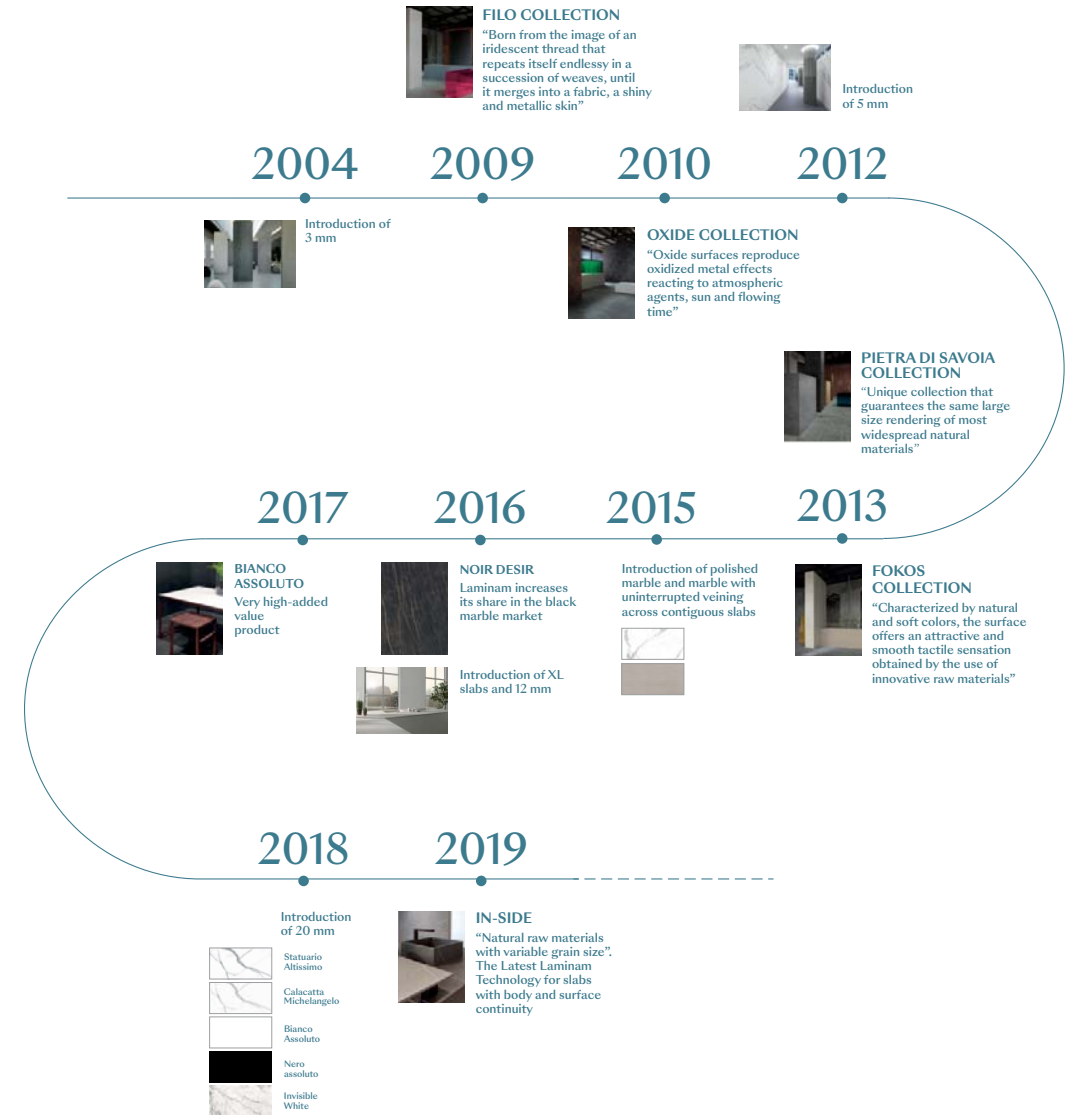 FILO COLLECTION
“Born from the image of an
iridescent thread that
repeats itself endlessy in a
succession of weaves, until
it merges into a fabric, a shiny
and metallic skin”
Introduction
of 5 mm
2004
2009
2010
2012
Introduction of
3 mm
OXIDE COLLECTION
“Oxide surfaces reproduce
oxidized metal effects
reacting to atmospheric
agents, sun and flowing
time”
PIETRA DI SAVOIA
COLLECTION
“Unique collection that
guarantees the same large
size rendering of most
widespread natural
materials”
2017
2016
2015
2013
BIANCO
ASSOLUTO
Very high-added
value
product
NOIR DESIR
Laminam increases
its share in the black
marble market
Introduction of XL
slabs and 12 mm
Introduction of polished
marble and marble with
uninterrupted veining
across contiguous slabs
FOKOS
COLLECTION
“Characterized by natural
and soft colors, the surface
offers an attractive and
smooth tactile sensation
obtained by the use of
innovative raw materials”
2018
2019
Introduction
of 20 mm
Statuario
Altissimo
Calacatta
Michelangelo
Bianco
Assoluto
Nero
assoluto
Invisible
White
IN-SIDE
“Natural raw materials
with variable grain size”.
The Latest Laminam
Technology for slabs
with body and surface
continuity